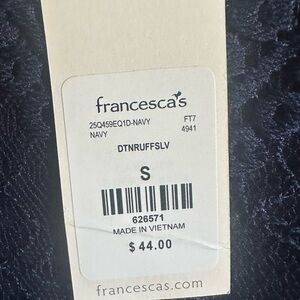 francesca's
25Q459EQ1D-NAVY FT7
NAVY 4941
DTNRUFFSLV
S
626571
MADE IN VIETNAM
$ 44.00
francescas.com